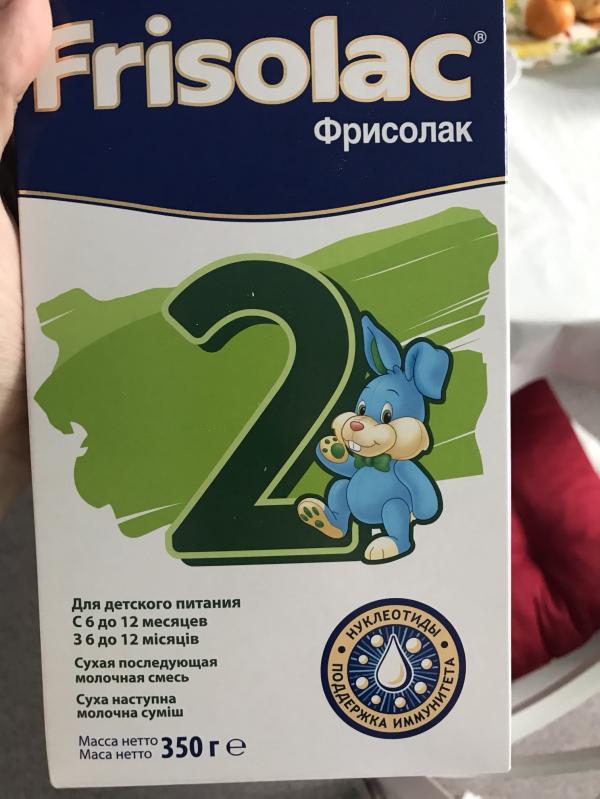 Frisolac®
Фрисолак
2
Для детского питания
С 6 до 12 месяцев
З 6 до 12 місяців
Сухая последующая
молочная смесь
Суха наступна
молочна суміш
НУКЛЕОТИДЫ
ПОДДЕРЖКА ИММУНИТЕТА
Масса нетто
Маса нетто 350 г ℮